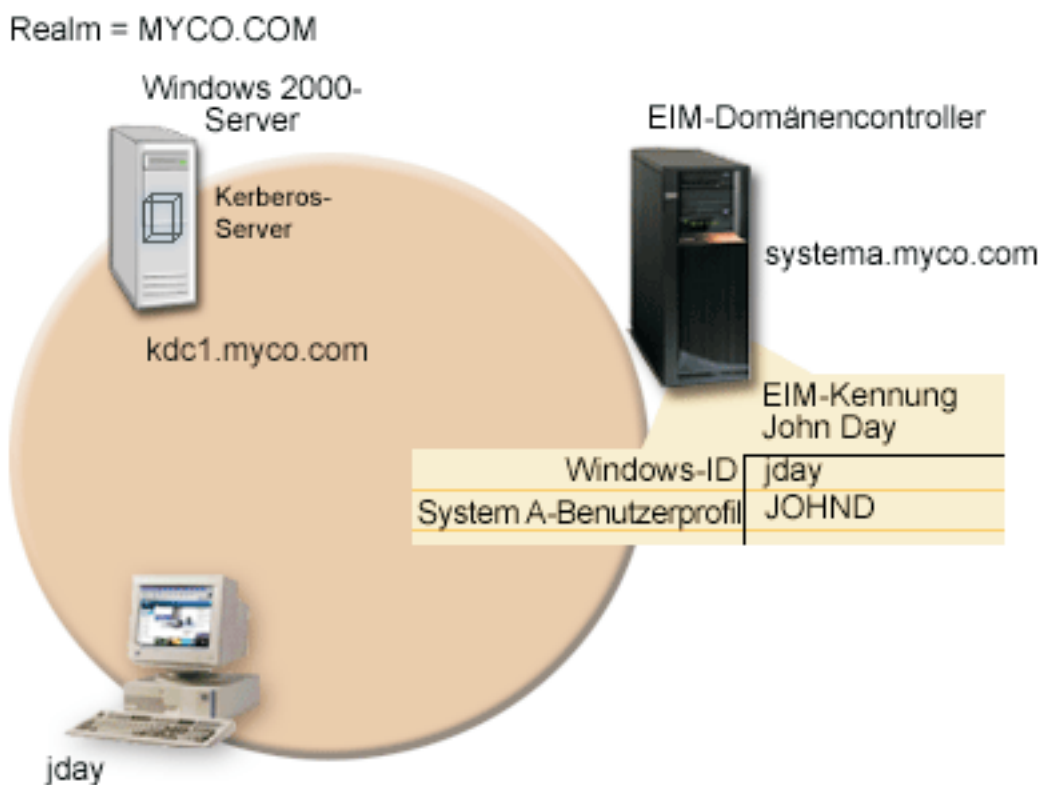 Realm = MYCO.COM
Windows 2000-
Server
EIM-Domänencontroller
Kerberos-
Server
systema.myco.com
kdc1.myco.com
EIM-Kennung
John Day
Windows-ID jday
System A-Benutzerprofil JOHND
jday